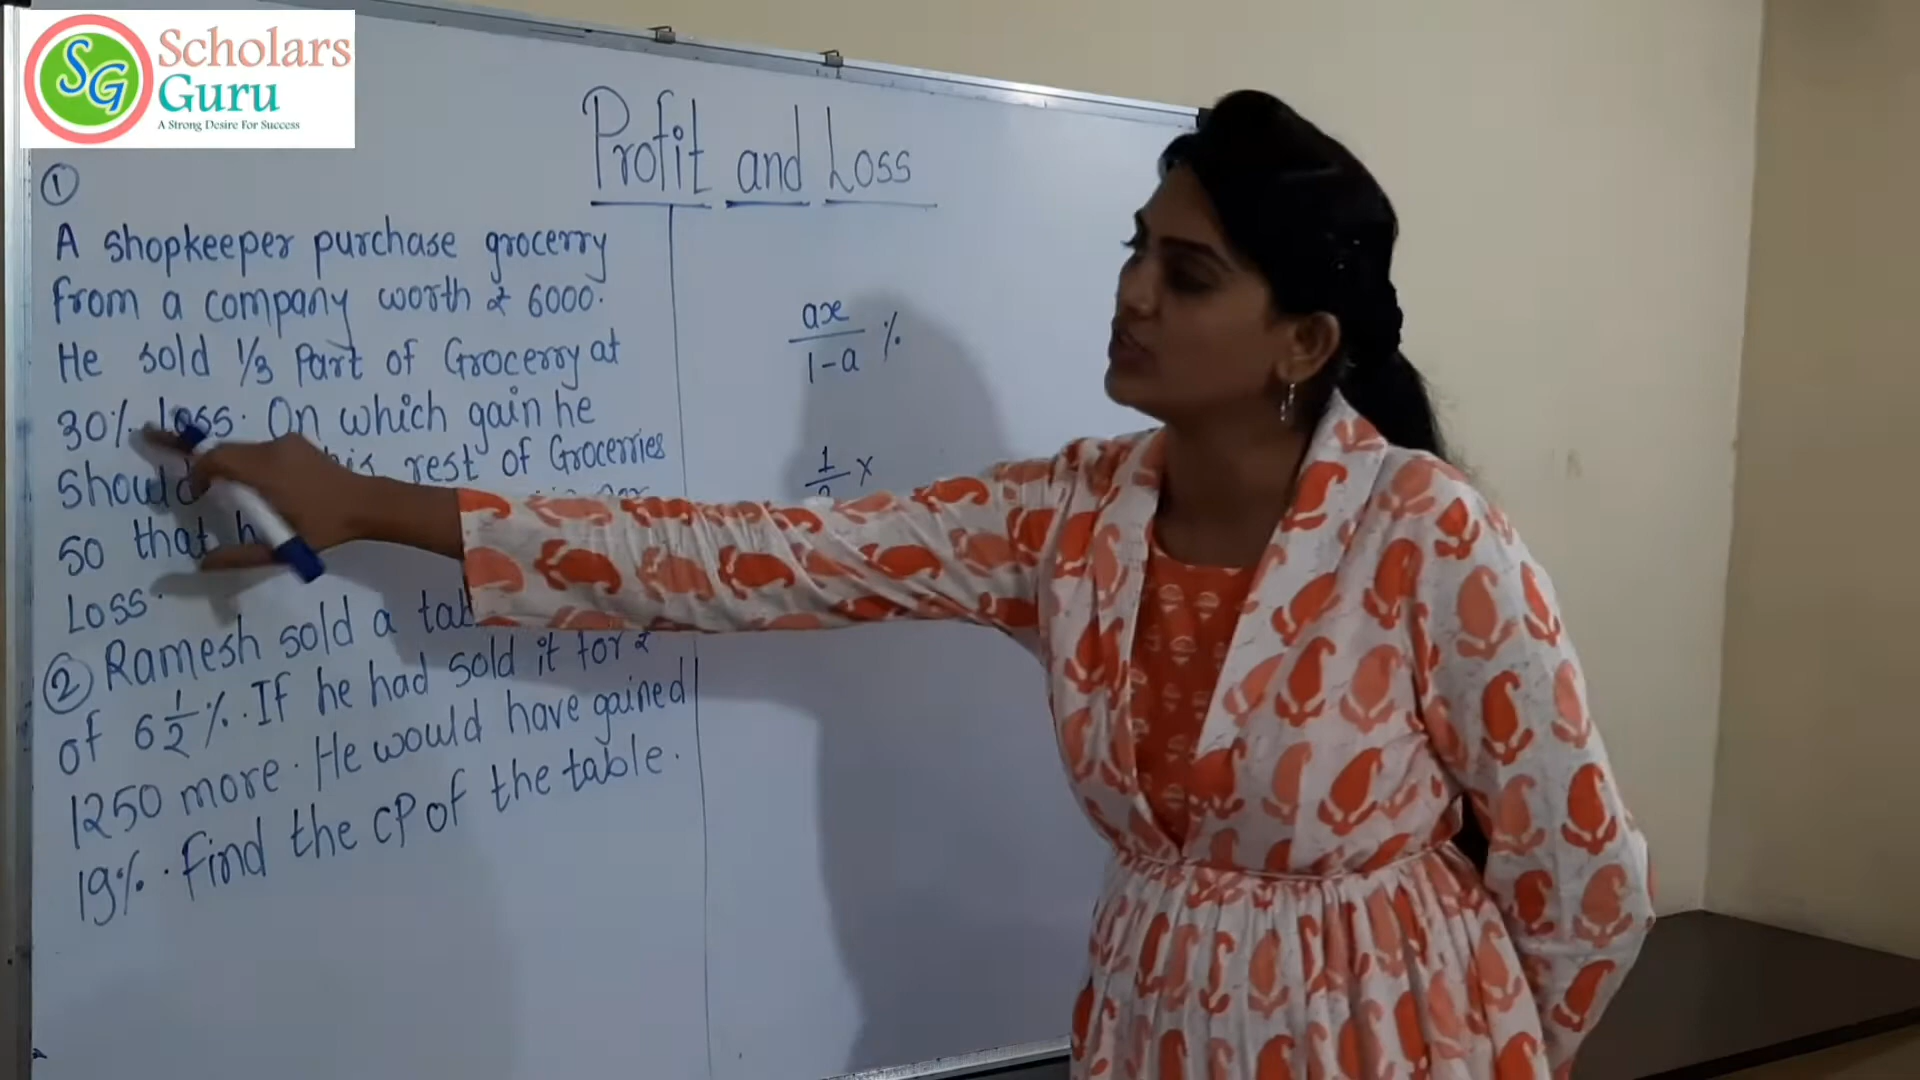 SG
Scholars
Guru
A Strong Desire For Success
Profit and Loss
①
A shopkeeper purchase grocerry
from a company worth ₹ 6000.
He sold 1/3 Part of Grocerry at
30% Loss. On which gain he
Should rest of Grocerries
so that
Loss.
② Ramesh sold a
of 6 1/2 %. If he had sold it for ₹
1250 more. He would have gained
19%. Find the CP of the table.
ax
1-a %
1 x